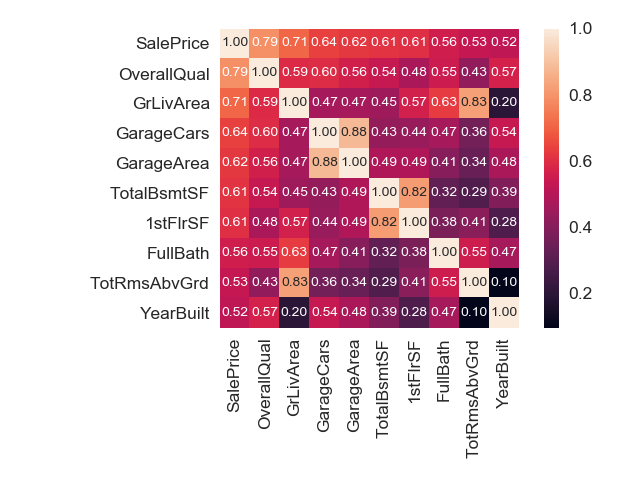 SalePrice 1.00 0.79 0.71 0.64 0.62 0.61 0.61 0.56 0.53 0.52
OverallQual 0.79 1.00 0.59 0.60 0.56 0.54 0.48 0.55 0.43 0.57
GrLivArea 0.71 0.59 1.00 0.47 0.47 0.45 0.57 0.63 0.83 0.20
GarageCars 0.64 0.60 0.47 1.00 0.88 0.43 0.44 0.47 0.36 0.54
GarageArea 0.62 0.56 0.47 0.88 1.00 0.49 0.49 0.41 0.34 0.48
TotalBsmtSF 0.61 0.54 0.45 0.43 0.49 1.00 0.82 0.32 0.29 0.39
1stFlrSF 0.61 0.48 0.57 0.44 0.49 0.82 1.00 0.38 0.41 0.28
FullBath 0.56 0.55 0.63 0.47 0.41 0.32 0.38 1.00 0.55 0.47
TotRmsAbvGrd 0.53 0.43 0.83 0.36 0.34 0.29 0.41 0.55 1.00 0.10
YearBuilt 0.52 0.57 0.20 0.54 0.48 0.39 0.28 0.47 0.10 1.00
SalePrice
OverallQual
GrLivArea
GarageCars
GarageArea
TotalBsmtSF
1stFlrSF
FullBath
TotRmsAbvGrd
YearBuilt
1.0
0.8
0.6
0.4
0.2